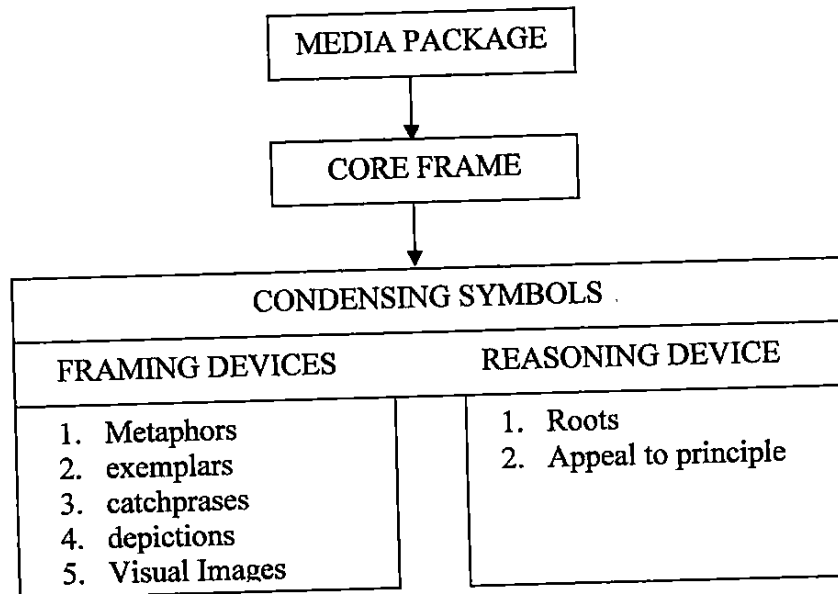 MEDIA PACKAGE
CORE FRAME
CONDENSING SYMBOLS
FRAMING DEVICES
REASONING DEVICE
1. Metaphors
2. exemplars
3. catchprases
4. depictions
5. Visual Images
1. Roots
2. Appeal to principle